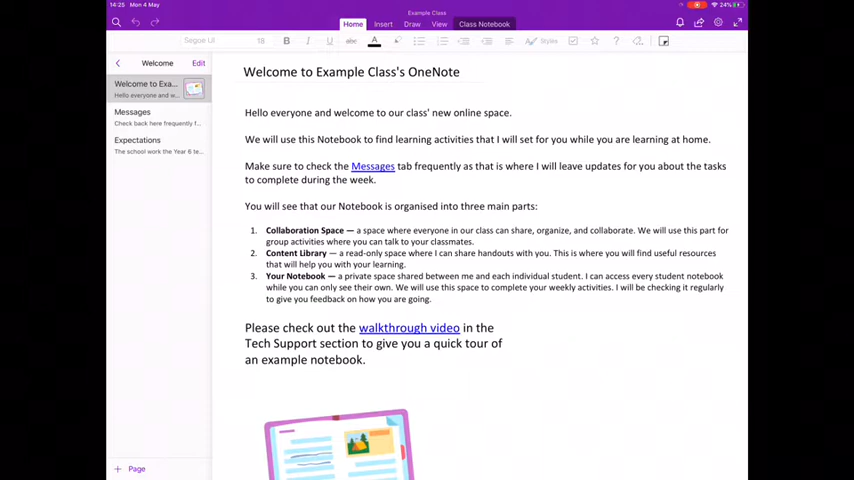 14:25 Mon 4 May
24%
Example Class
Home Insert Draw View Class Notebook
Segoe UI 18 B I U abc A Styles ?
Welcome Edit
Welcome to Exa...
Hello everyone and w...
Messages
Check back here frequently f...
Expectations
The school work the Year 6 te...
Page
Welcome to Example Class's OneNote
Hello everyone and welcome to our class' new online space.
We will use this Notebook to find learning activities that I will set for you while you are learning at home.
Make sure to check the Messages tab frequently as that is where I will leave updates for you about the tasks
to complete during the week.
You will see that our Notebook is organised into three main parts:
1. Collaboration Space — a space where everyone in our class can share, organize, and collaborate. We will use this part for
group activities where you can talk to your classmates.
2. Content Library — a read-only space where I can share handouts with you. This is where you will find useful resources
that will help you with your learning.
3. Your Notebook — a private space shared between me and each individual student. I can access every student notebook
while you can only see their own. We will use this space to complete your weekly activities. I will be checking it regularly
to give you feedback on how you are going.
Please check out the walkthrough video in the
Tech Support section to give you a quick tour of
an example notebook.